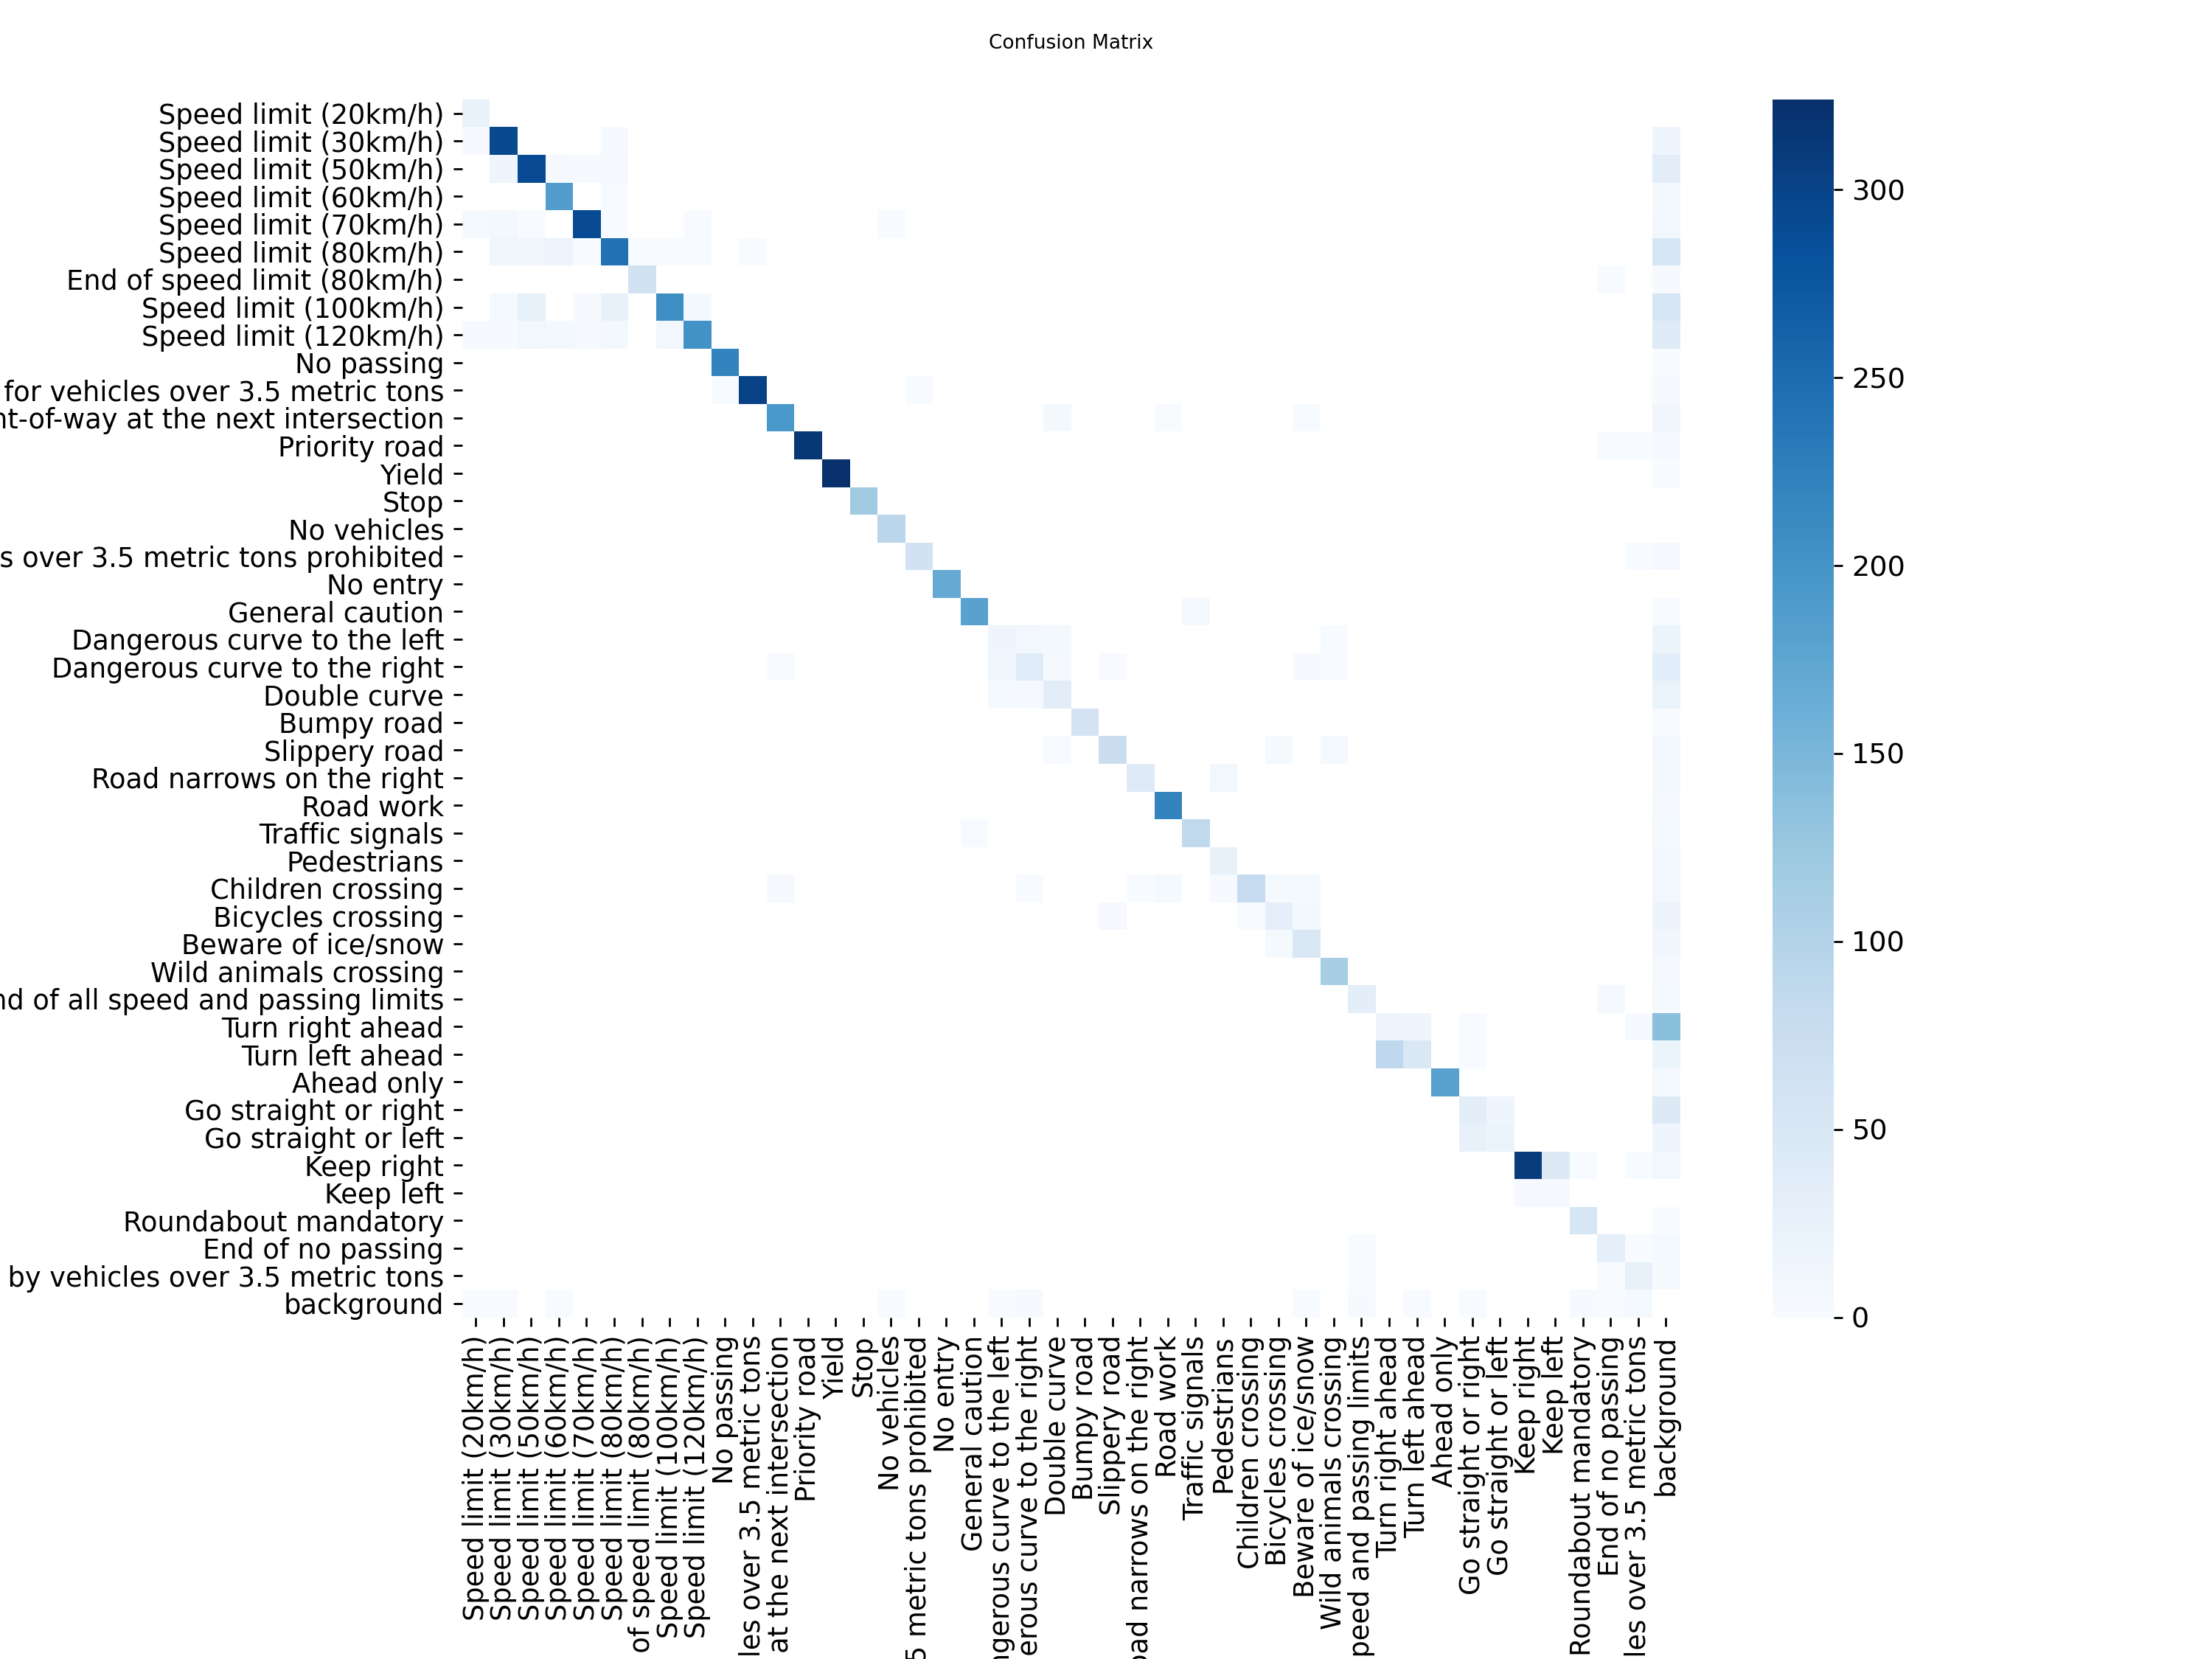 Confusion Matrix
Speed limit (20km/h)
Speed limit (30km/h)
Speed limit (50km/h)
Speed limit (60km/h)
Speed limit (70km/h)
Speed limit (80km/h)
End of speed limit (80km/h)
Speed limit (100km/h)
Speed limit (120km/h)
No passing
for vehicles over 3.5 metric tons
nt-of-way at the next intersection
Priority road
Yield
Stop
No vehicles
s over 3.5 metric tons prohibited
No entry
General caution
Dangerous curve to the left
Dangerous curve to the right
Double curve
Bumpy road
Slippery road
Road narrows on the right
Road work
Traffic signals
Pedestrians
Children crossing
Bicycles crossing
Beware of ice/snow
Wild animals crossing
nd of all speed and passing limits
Turn right ahead
Turn left ahead
Ahead only
Go straight or right
Go straight or left
Keep right
Keep left
Roundabout mandatory
End of no passing
by vehicles over 3.5 metric tons
background
Speed limit (20km/h)
Speed limit (30km/h)
Speed limit (50km/h)
Speed limit (60km/h)
Speed limit (70km/h)
Speed limit (80km/h)
of speed limit (80km/h)
Speed limit (100km/h)
Speed limit (120km/h)
No passing
les over 3.5 metric tons
at the next intersection
Priority road
Yield
Stop
No vehicles
5 metric tons prohibited
No entry
General caution
ngerous curve to the left
erous curve to the right
Double curve
Bumpy road
Slippery road
oad narrows on the right
Road work
Traffic signals
Pedestrians
Children crossing
Bicycles crossing
Beware of ice/snow
Wild animals crossing
peed and passing limits
Turn right ahead
Turn left ahead
Ahead only
Go straight or right
Go straight or left
Keep right
Keep left
Roundabout mandatory
End of no passing
les over 3.5 metric tons
background
300
250
200
150
100
50
0